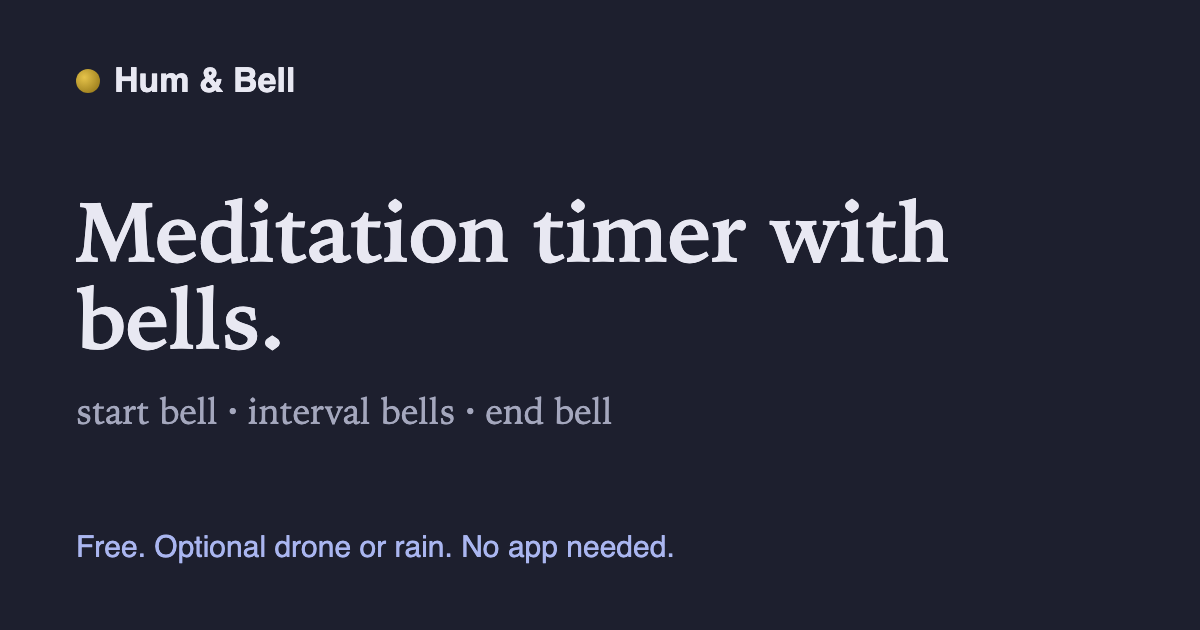 Hum & Bell
Meditation timer with
bells.
start bell · interval bells · end bell
Free. Optional drone or rain. No app needed.